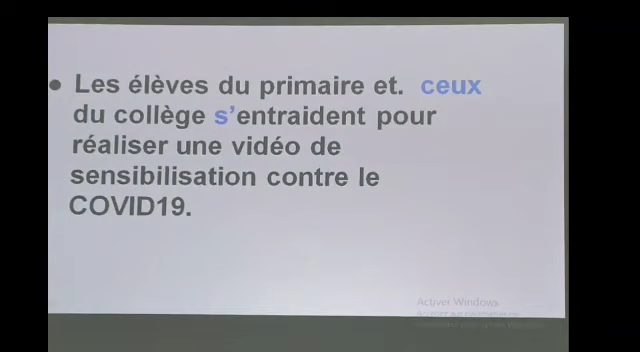 • Les élèves du primaire et. ceux
du collège s'entraident pour
réaliser une vidéo de
sensibilisation contre le
COVID19.
Activer Windows